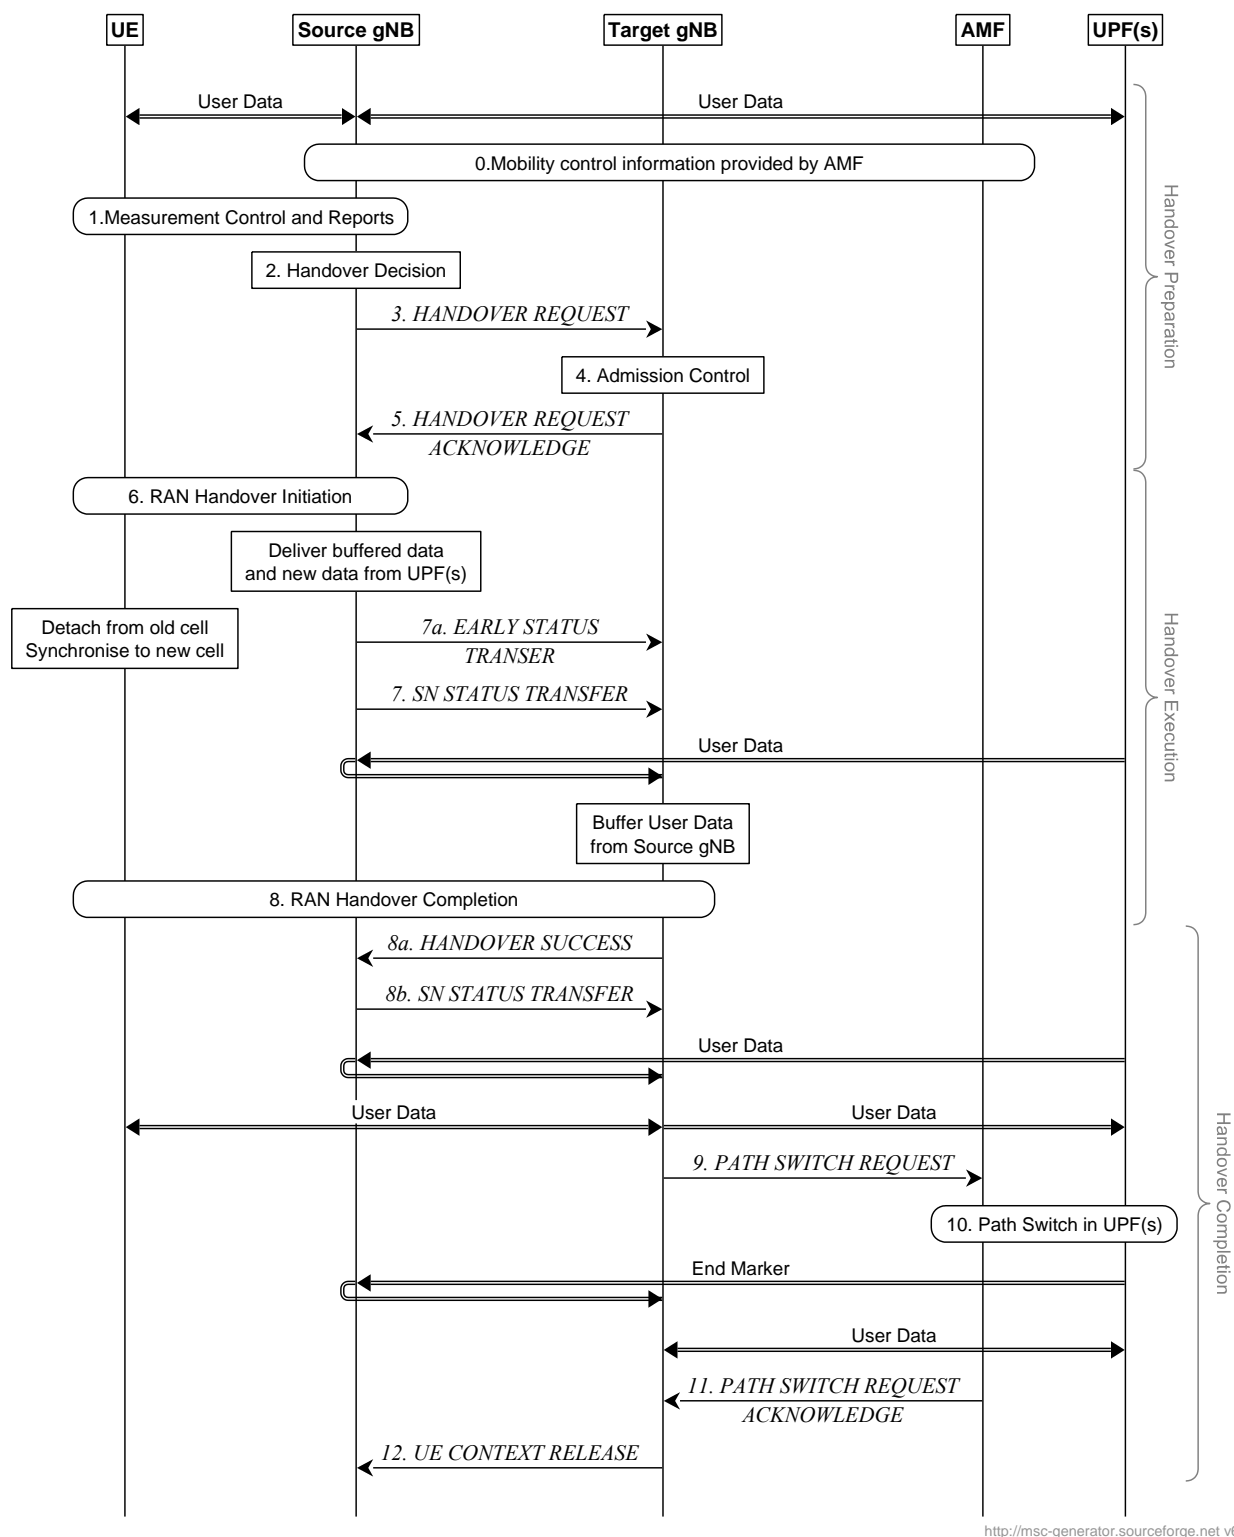 UE
Source gNB
Target gNB
AMF
UPF(s)
User Data
User Data
0.Mobility control information provided by AMF
1.Measurement Control and Reports
2. Handover Decision
3. HANDOVER REQUEST
4. Admission Control
5. HANDOVER REQUEST
ACKNOWLEDGE
Handover Preparation
6. RAN Handover Initiation
Deliver buffered data
and new data from UPF(s)
Detach from old cell
Synchronise to new cell
7a. EARLY STATUS
TRANSER
7. SN STATUS TRANSFER
User Data
Buffer User Data
from Source gNB
8. RAN Handover Completion
Handover Execution
8a. HANDOVER SUCCESS
8b. SN STATUS TRANSFER
User Data
User Data
User Data
9. PATH SWITCH REQUEST
10. Path Switch in UPF(s)
End Marker
User Data
11. PATH SWITCH REQUEST
ACKNOWLEDGE
12. UE CONTEXT RELEASE
Handover Completion
http://msc-generator.sourceforge.net v6